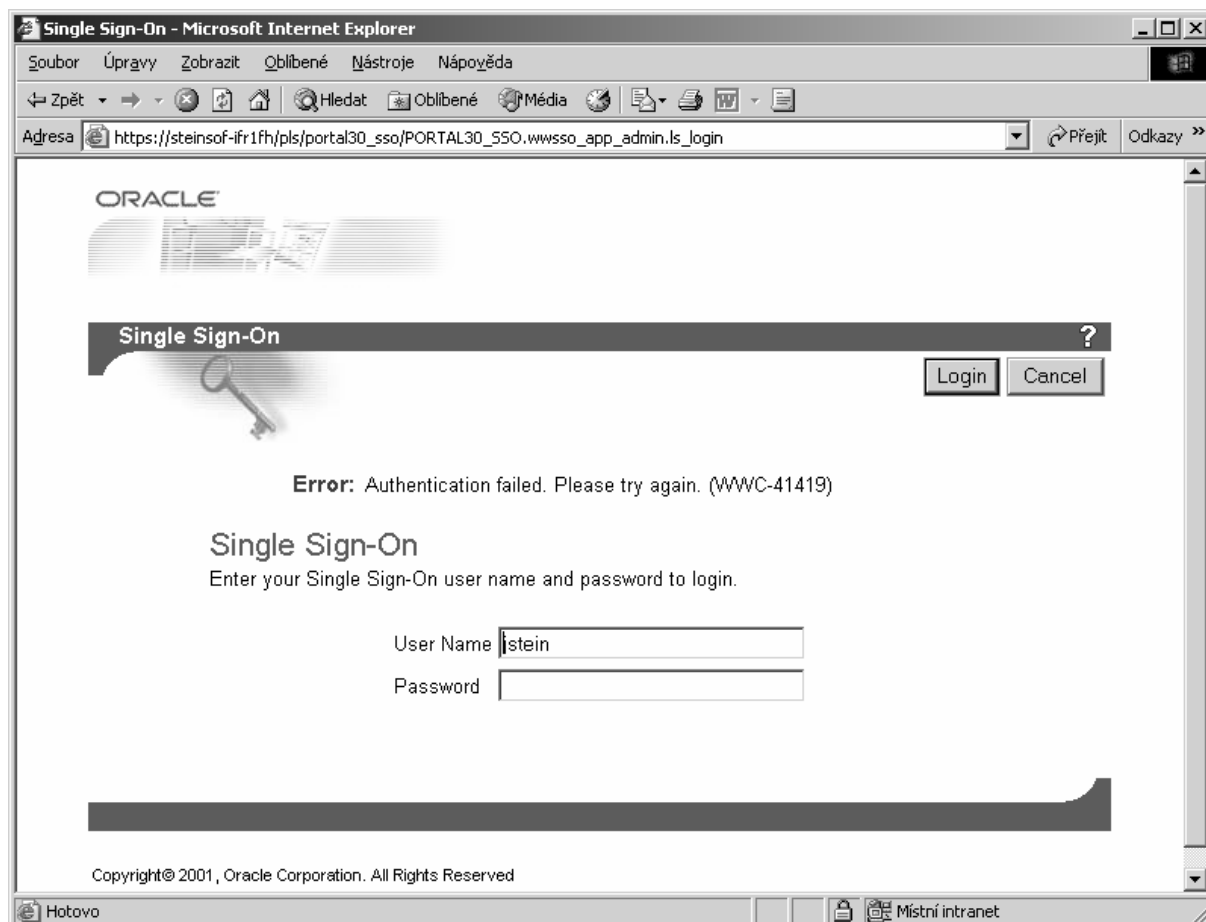 Single Sign-On - Microsoft Internet Explorer
Soubor Úpravy Zobrazit Oblíbené Nástroje Nápověda
Zpět Hledat Oblíbené Média
Adresa https://steinsof-ifr1fh/pls/portal30_sso/PORTAL30_SSO.wwsso_app_admin.ls_login Přejít Odkazy »
ORACLE
Single Sign-On ?
Login Cancel
Error: Authentication failed. Please try again. (WWC-41419)
Single Sign-On
Enter your Single Sign-On user name and password to login.
User Name istein
Password
Copyright© 2001, Oracle Corporation. All Rights Reserved
Hotovo Místní intranet